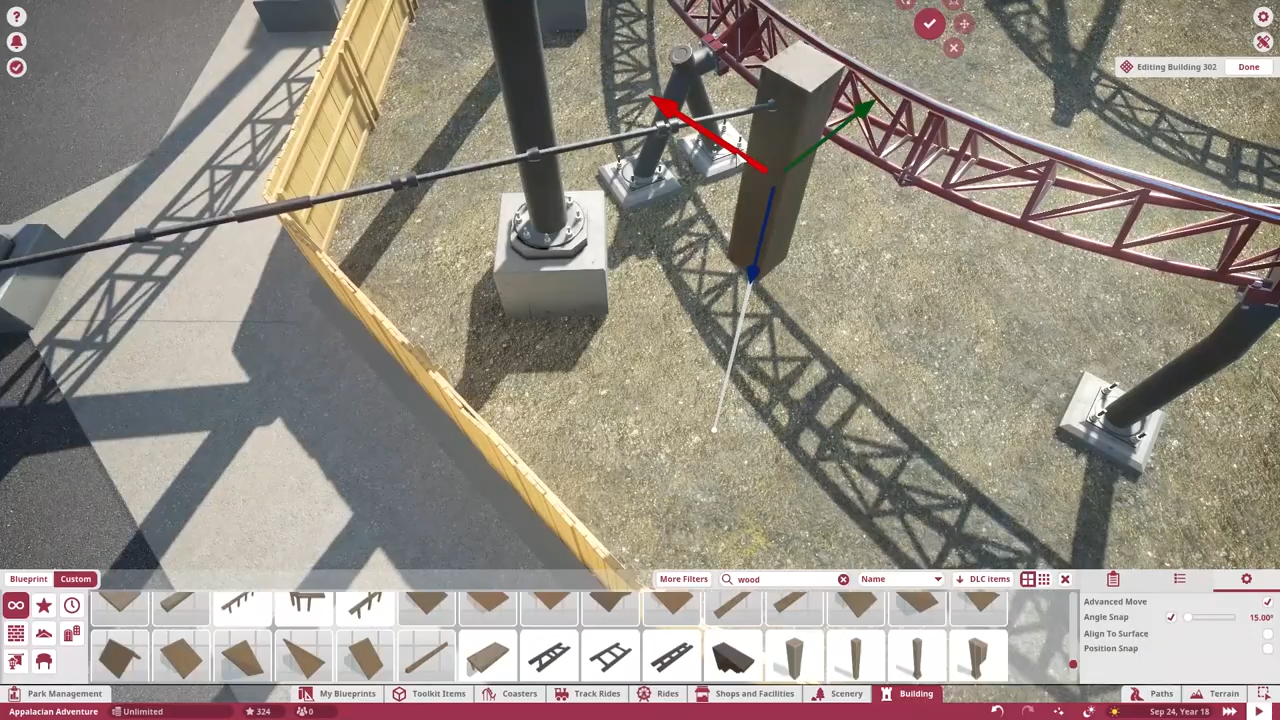 Editing Building 302
Done
Blueprint
Custom
More Filters
wood
Name
DLC items
Advanced Move
Angle Snap
15.00°
Align To Surface
Position Snap
Park Management
My Blueprints
Toolkit Items
Coasters
Track Rides
Rides
Shops and Facilities
Scenery
Building
Paths
Terrain
Appalacian Adventure
Unlimited
324
0
Sep 24, Year 18